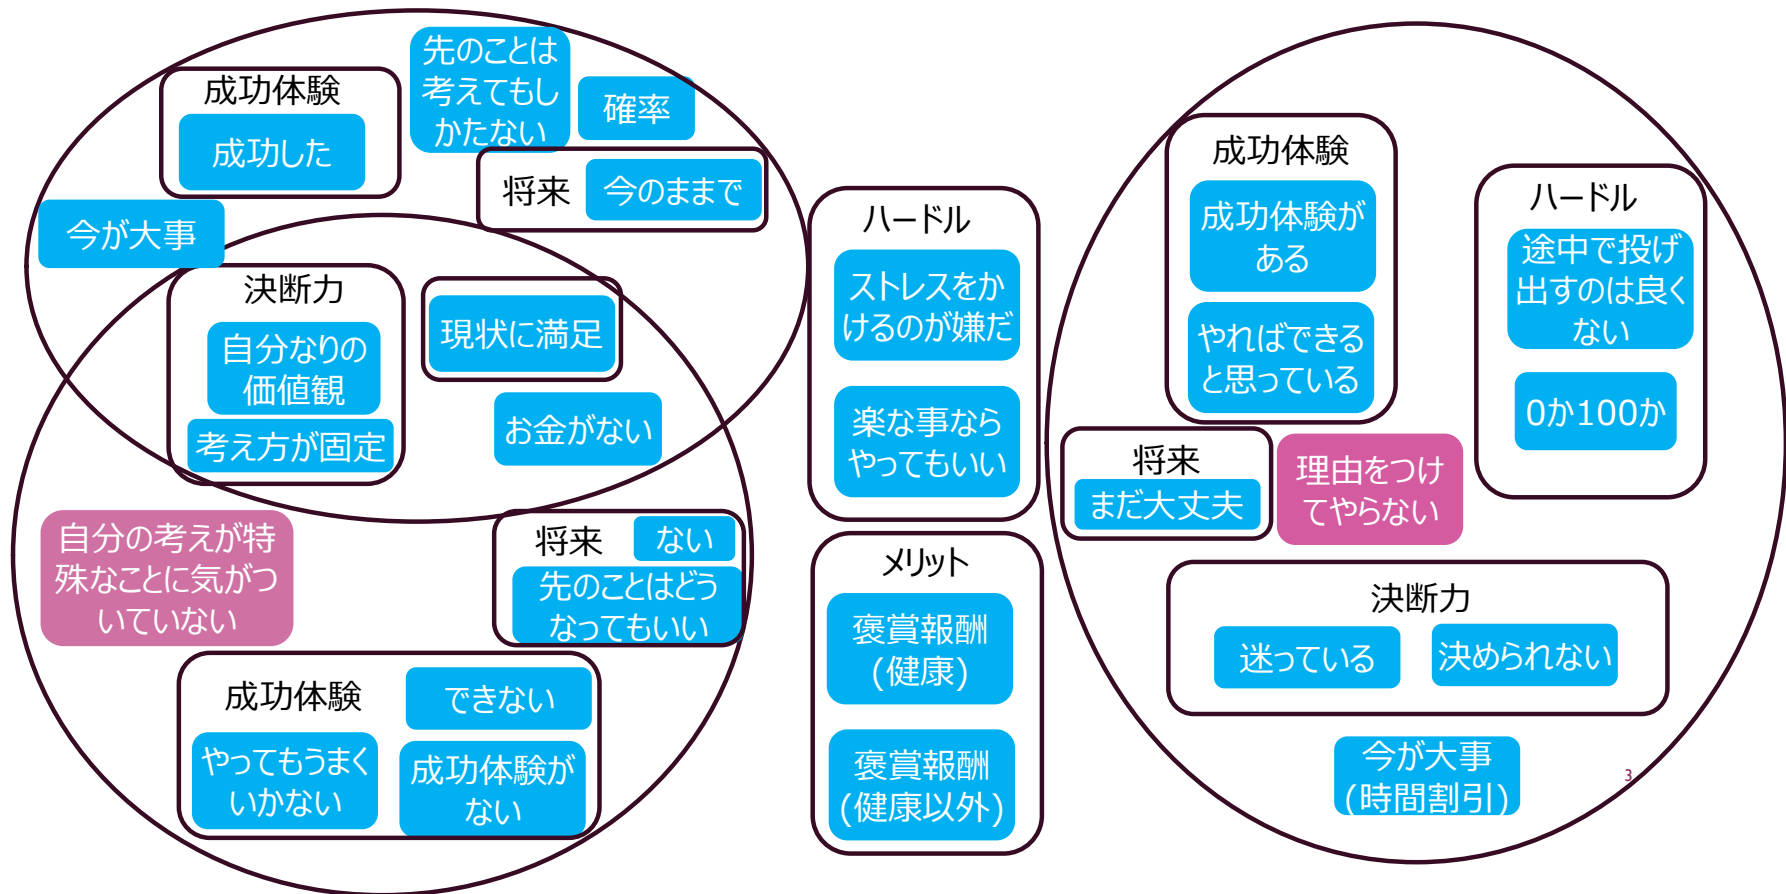 成功体験
成功した
先のことは
考えてもし
かたない
確率
将来
今のままで
今が大事
決断力
自分なりの
価値観
考え方が固定
現状に満足
お金がない
自分の考えが特
殊なことに気がつ
いていない
将来
ない
先のことはどう
なってもいい
成功体験
できない
やってもうまく
いかない
成功体験が
ない
ハードル
ストレスをか
けるのが嫌だ
楽な事なら
やってもいい
メリット
褒賞報酬
(健康)
褒賞報酬
(健康以外)
成功体験
成功体験が
ある
やればできる
と思っている
ハードル
途中で投げ
出すのは良く
ない
0か100か
将来
まだ大丈夫
理由をつけ
てやらない
決断力
迷っている
決められない
今が大事
(時間割引)
3